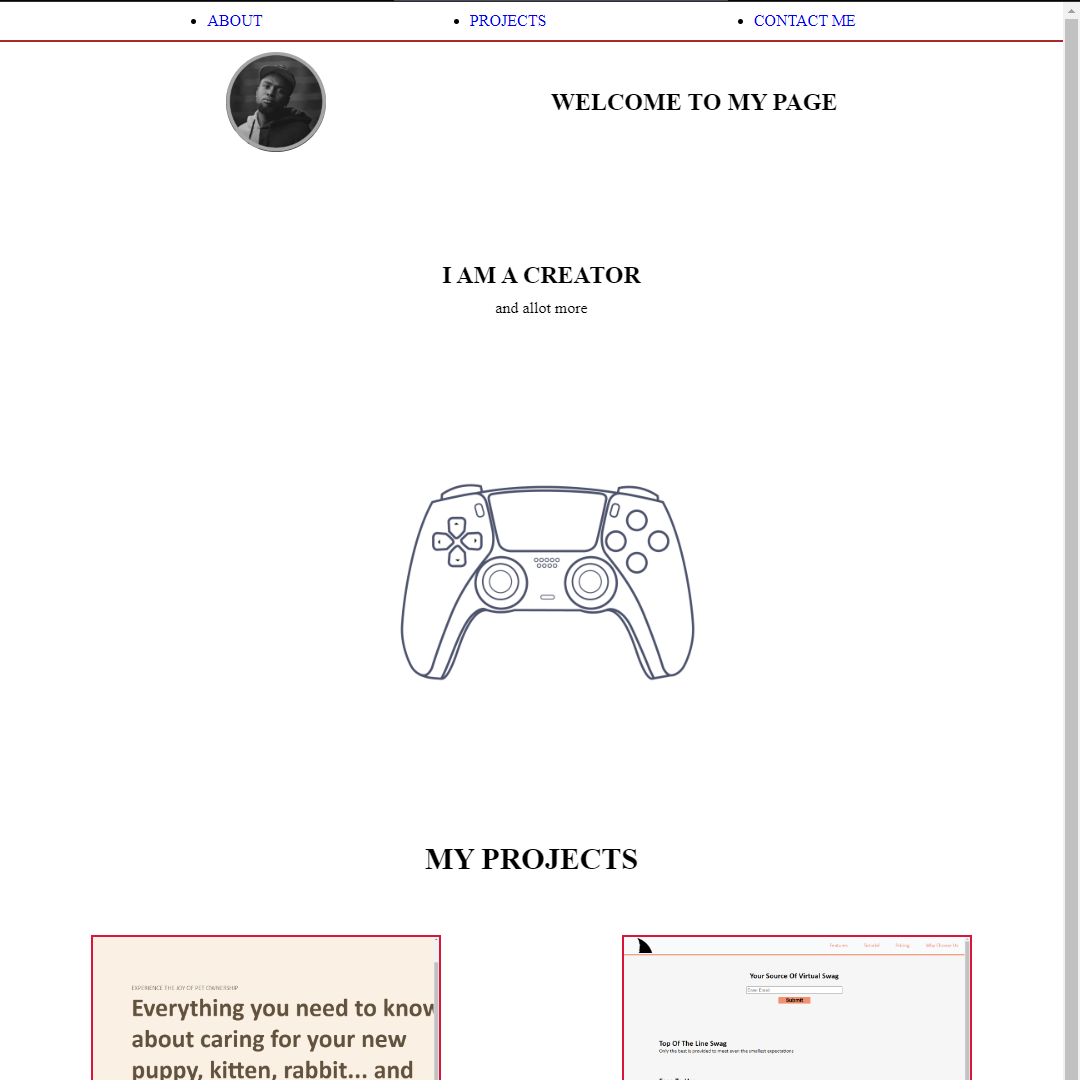 ABOUT
PROJECTS
CONTACT ME
WELCOME TO MY PAGE
I AM A CREATOR
and allot more
MY PROJECTS
EXPERIENCE THE JOY OF PET OWNERSHIP
Everything you need to know
about caring for your new
puppy, kitten, rabbit... and
Features
Tutorial
Pricing
Why Choose Us
Your Source Of Virtual Swag
Enter Email
Submit
Top Of The Line Swag
Only the best is provided to meet over the smallest expectations